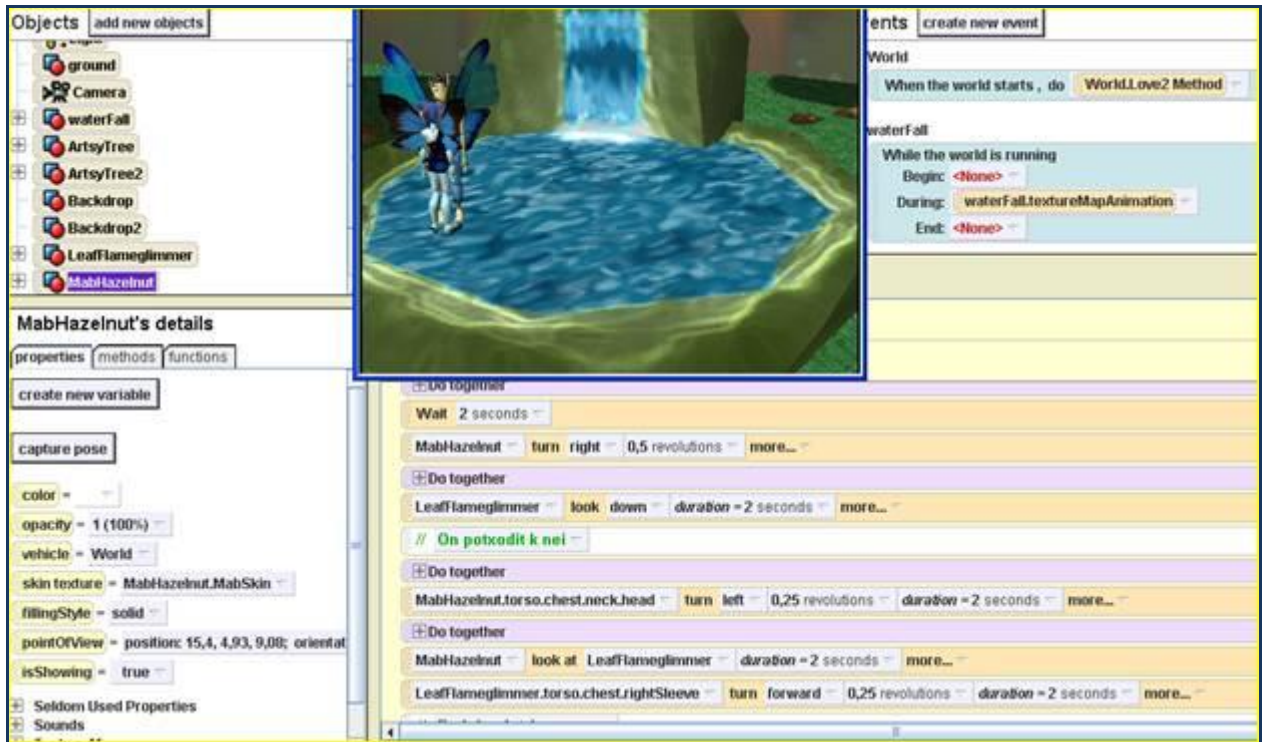 Objects add new objects
ground
Camera
waterFall
ArtsyTree
ArtsyTree2
Backdrop
Backdrop2
LeafFlameglimmer
MabHazelnut
MabHazelnut's details
properties methods functions
create new variable
capture pose
color =
opacity = 1 (100%)
vehicle = World
skin texture = MabHazelnut.MabSkin
fillingStyle = solid
pointOfView = position: 15,4, 4,93, 9,08; orientat
isShowing = true
Seldom Used Properties
Sounds
ents create new event
World
When the world starts , do World.Love2 Method
waterFall
While the world is running
Begin: <None>
During: waterFall.textureMapAnimation
End: <None>
Do together
Wait 2 seconds
MabHazelnut turn right 0,5 revolutions more...
Do together
LeafFlameglimmer look down duration = 2 seconds more...
// On potxodit k nei
Do together
MabHazelnut.torso.chest.neck.head turn left 0,25 revolutions duration = 2 seconds more...
Do together
MabHazelnut look at LeafFlameglimmer duration = 2 seconds more...
LeafFlameglimmer.torso.chest.rightSleeve turn forward 0,25 revolutions duration = 2 seconds more...